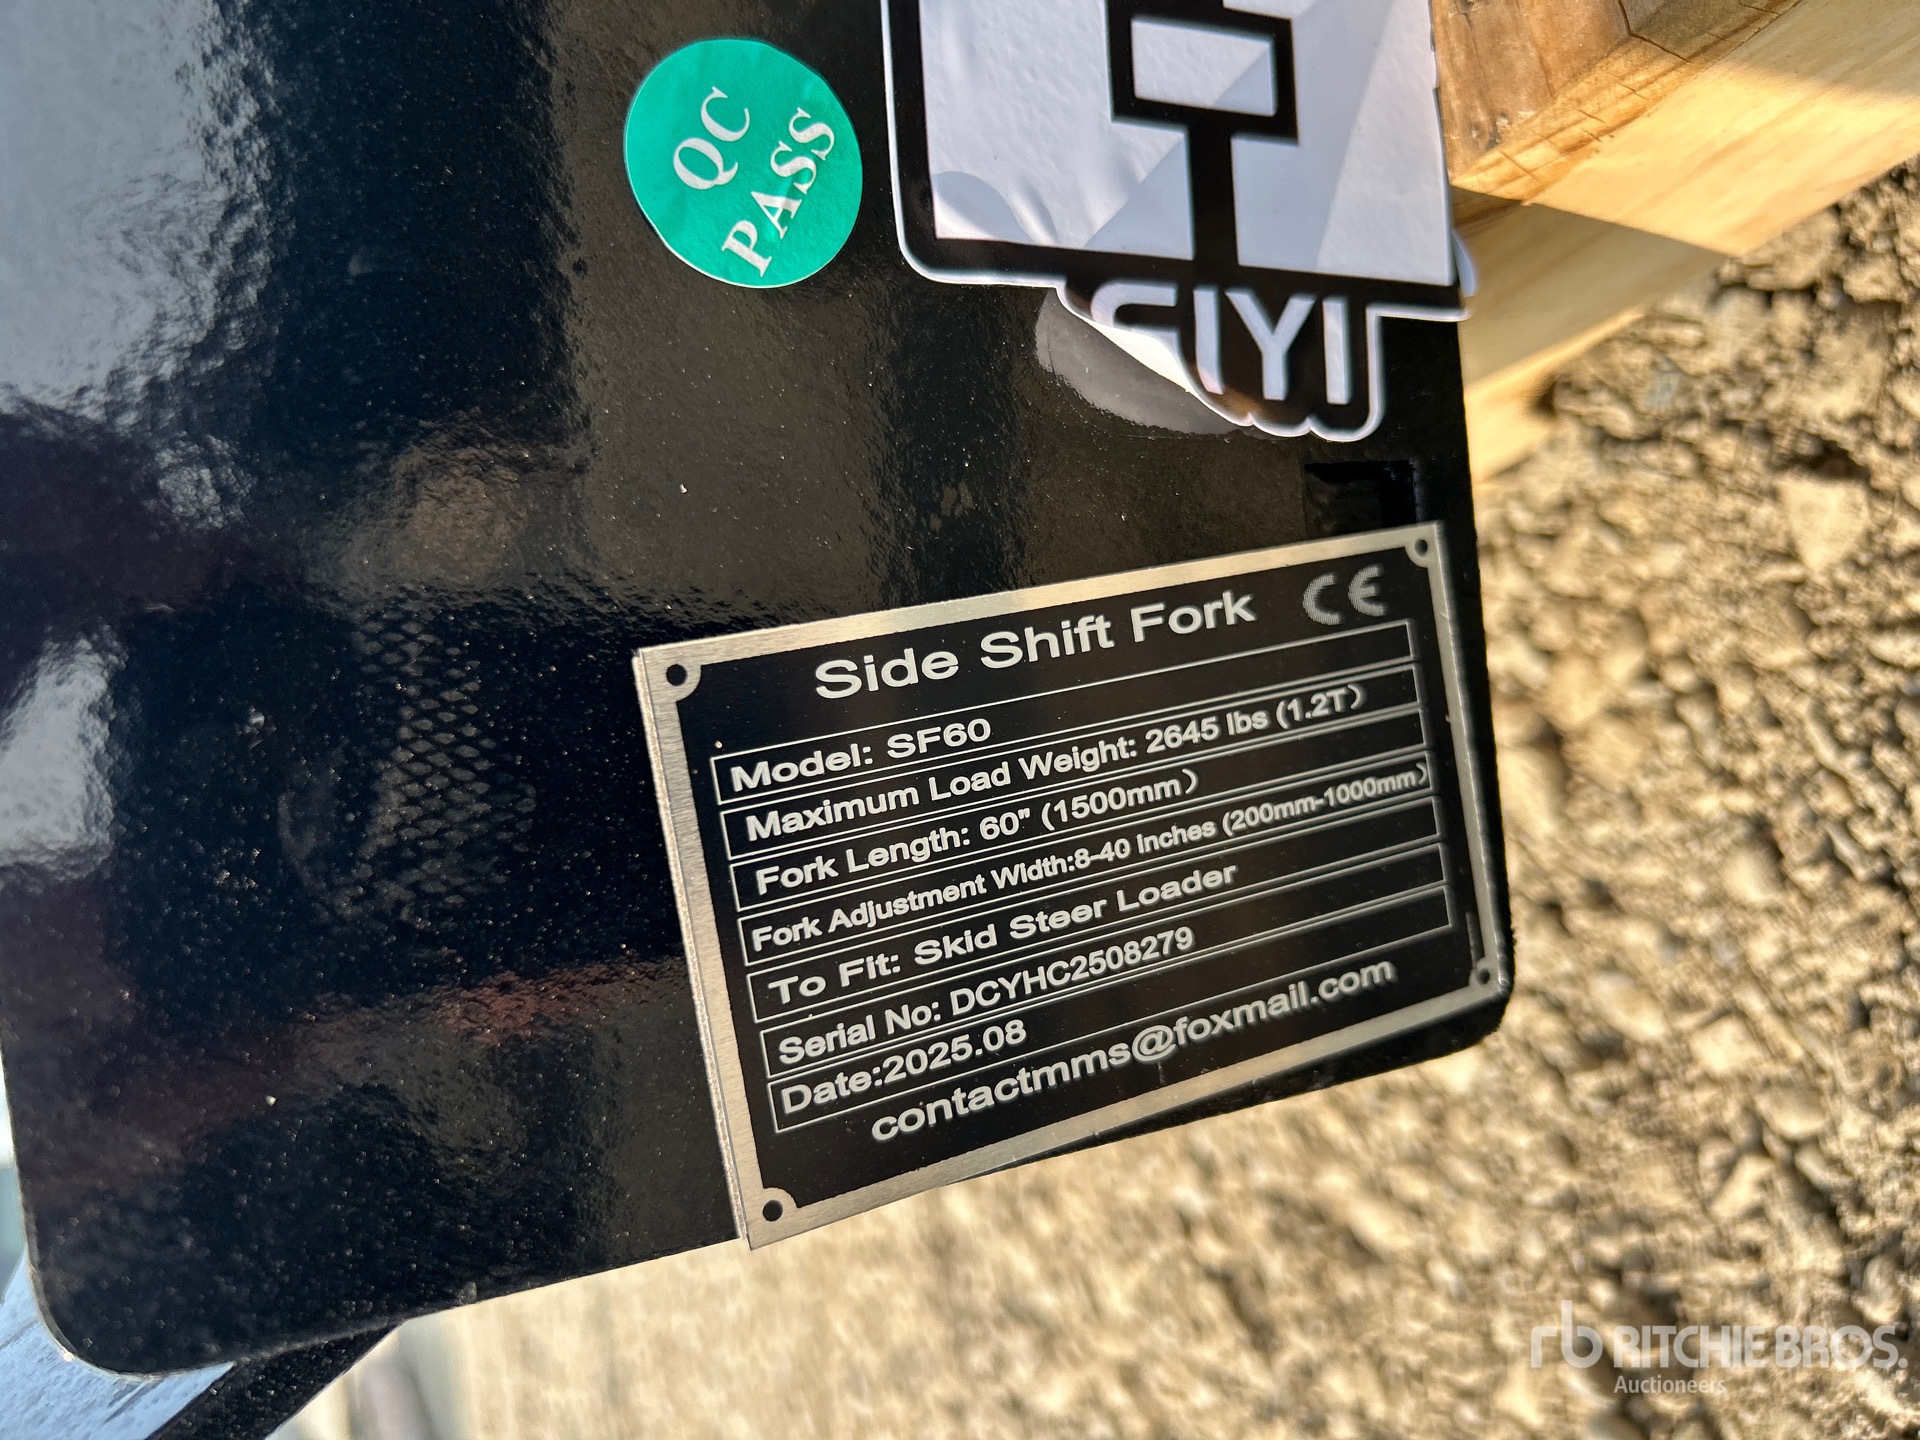 QC
PASS
GIYI
Side Shift Fork CE
Model: SF60
Maximum Load Weight: 2645 lbs (1.2T)
Fork Length: 60" (1500mm)
Fork Adjustment Width:8-40 Inches (200mm-1000mm)
To Fit: Skid Steer Loader
Serial No: DCYHC2508279
Date:2025.08
contactmms@foxmail.com
rb RITCHIE BROS.
Auctioneers